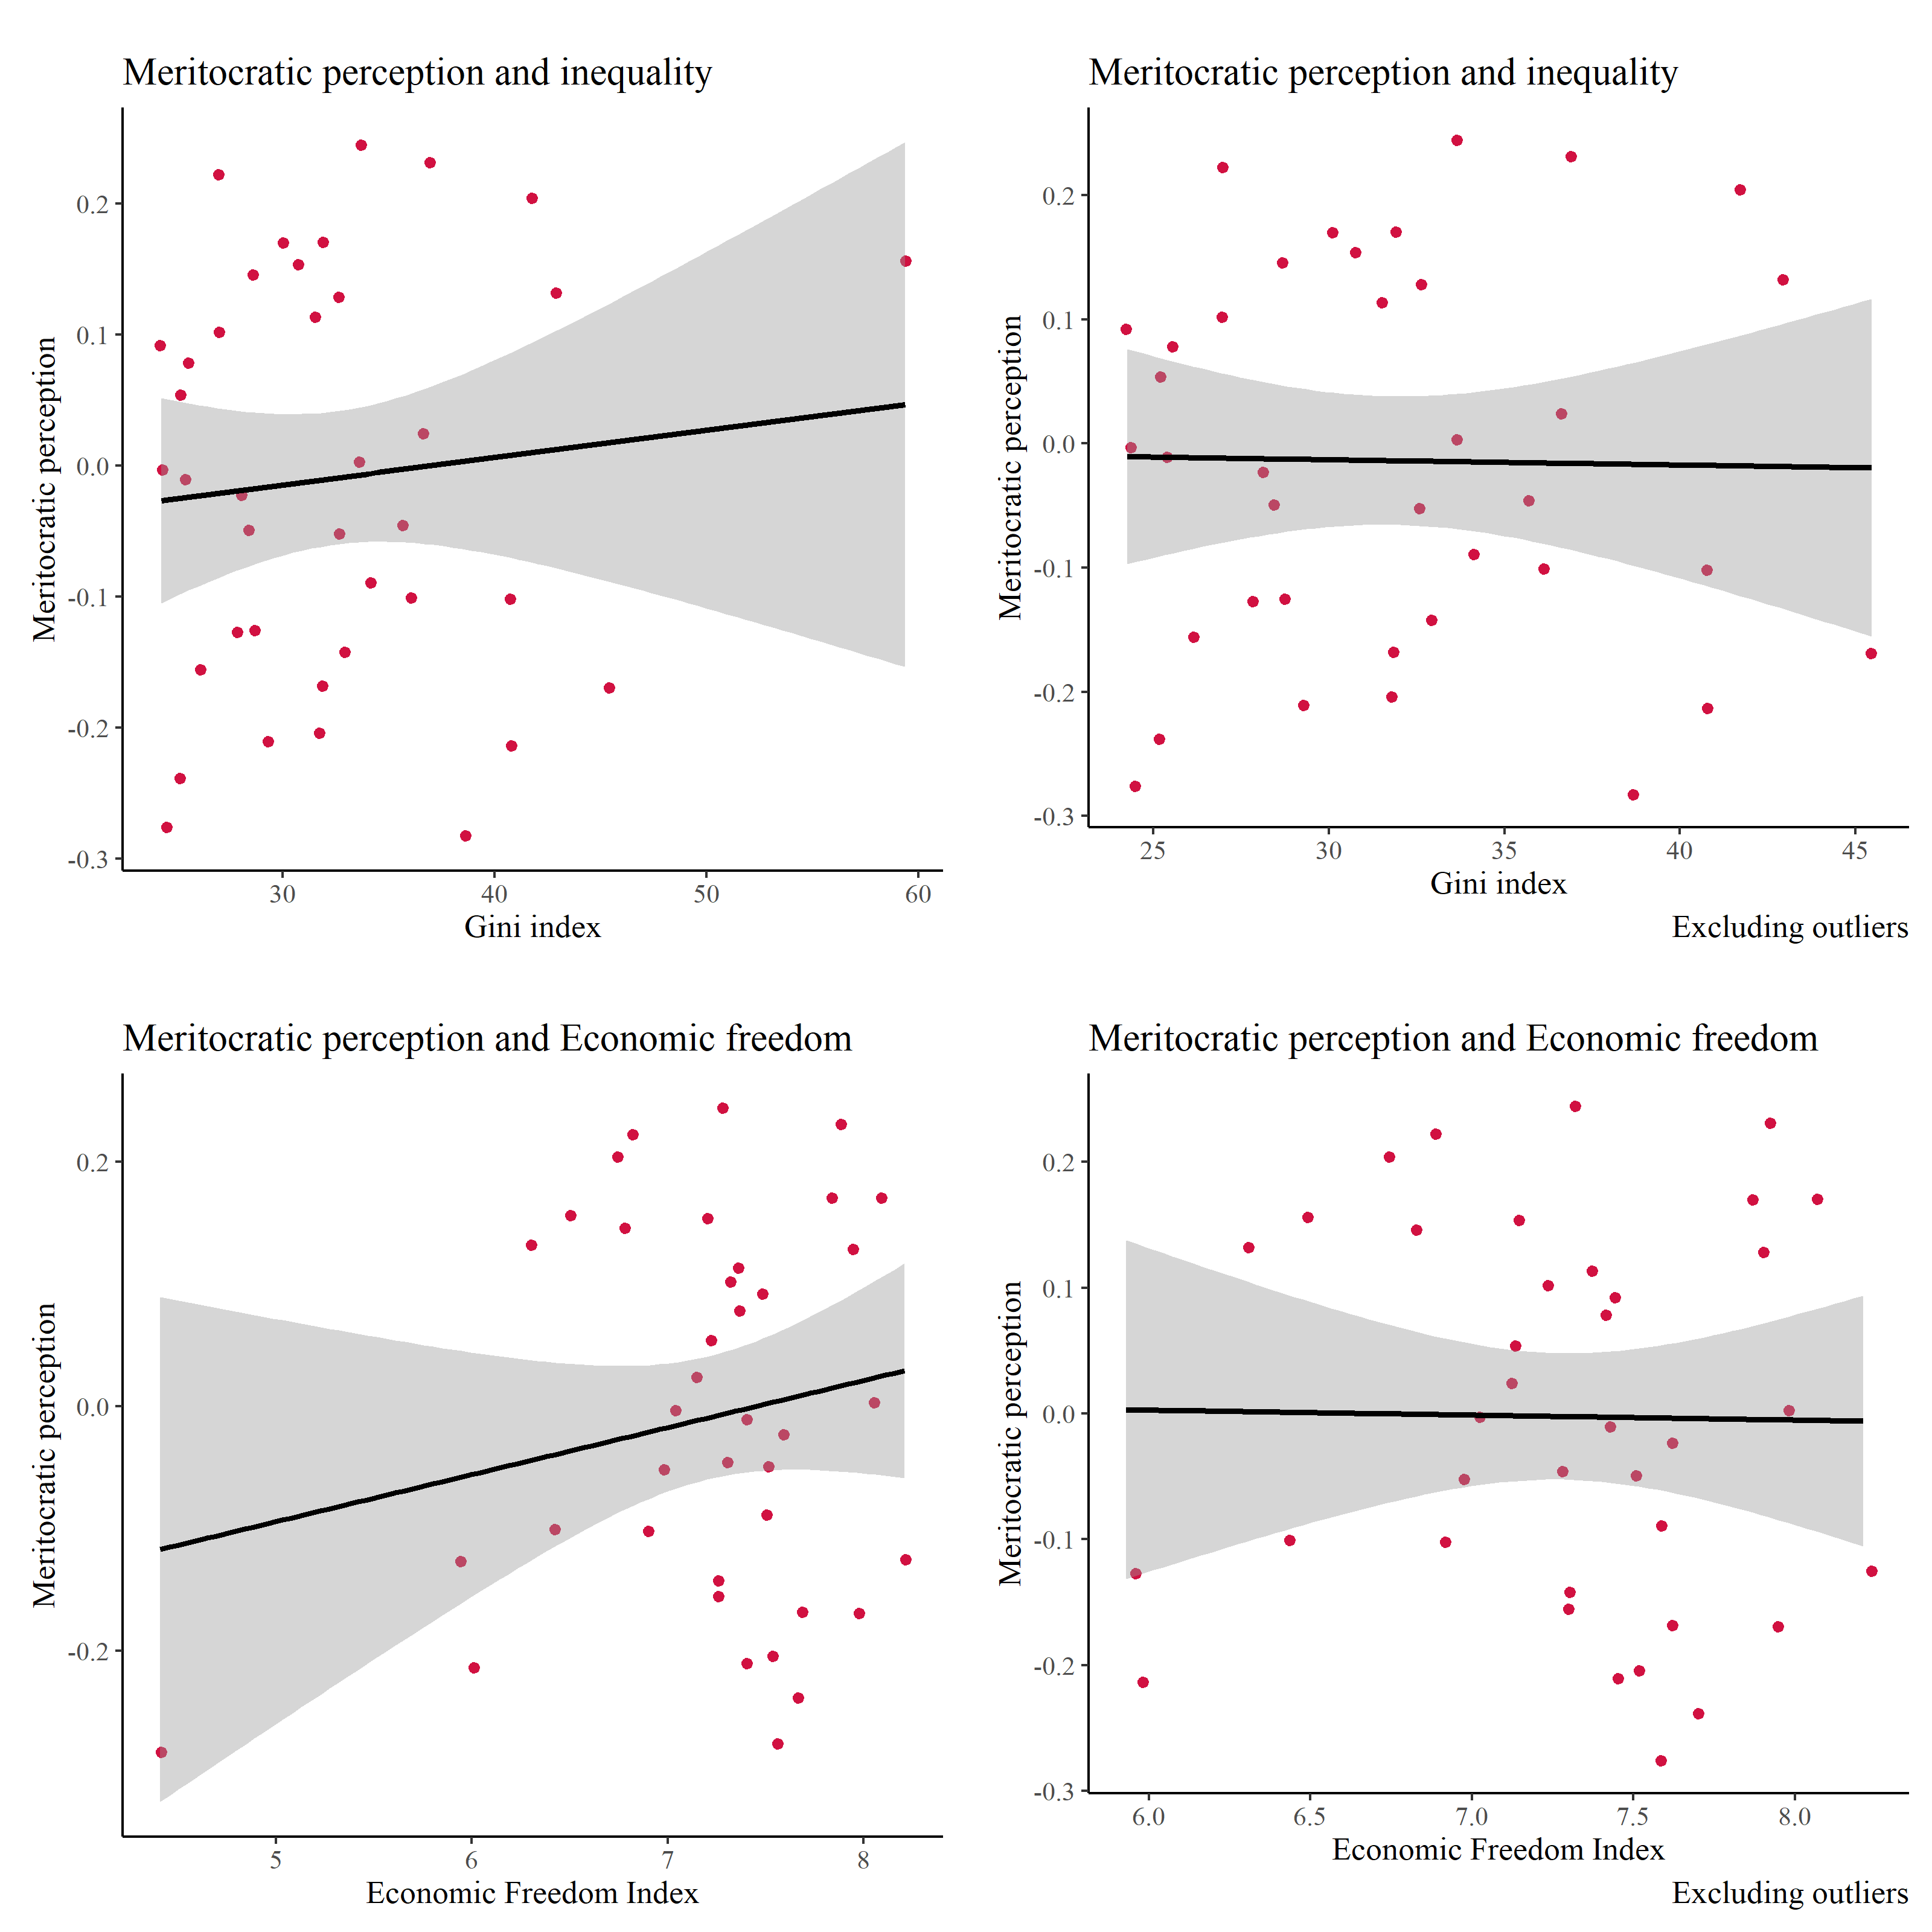 Meritocratic perception and inequality
Meritocratic perception
0.2
0.1
0.0
-0.1
-0.2
-0.3
30 40 50 60
Gini index
Meritocratic perception and inequality
Meritocratic perception
0.2
0.1
0.0
-0.1
-0.2
-0.3
25 30 35 40 45
Gini index
Excluding outliers
Meritocratic perception and Economic freedom
Meritocratic perception
0.2
0.0
-0.2
5 6 7 8
Economic Freedom Index
Meritocratic perception and Economic freedom
Meritocratic perception
0.2
0.1
0.0
-0.1
-0.2
-0.3
6.0 6.5 7.0 7.5 8.0
Economic Freedom Index
Excluding outliers